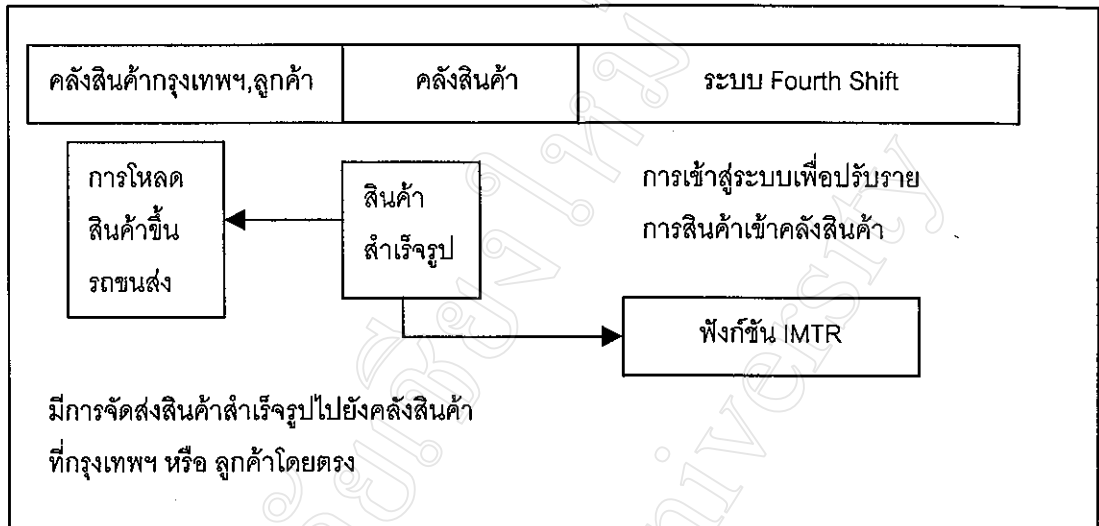 คลังสินค้ากรุงเทพฯ,ลูกค้า
คลังสินค้า
ระบบ Fourth Shift
การโหลด
สินค้าขึ้น
รถขนส่ง
สินค้า
สำเร็จรูป
การเข้าสู่ระบบเพื่อปรับราย
การสินค้าเข้าคลังสินค้า
ฟังก์ชัน IMTR
มีการจัดส่งสินค้าสำเร็จรูปไปยังคลังสินค้า
ที่กรุงเทพฯ หรือ ลูกค้าโดยตรง
University